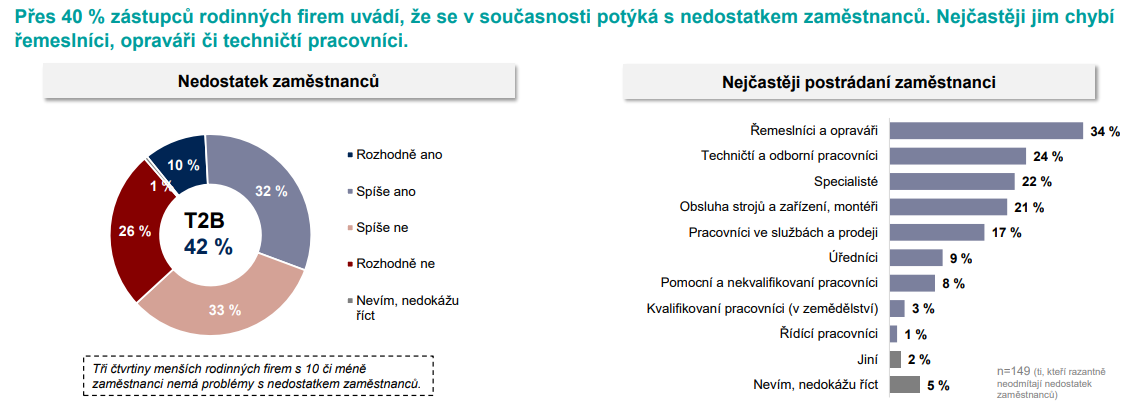 Přes 40 % zástupců rodinných firem uvádí, že se v současnosti potýká s nedostatkem zaměstnanců. Nejčastěji jim chybí
řemeslníci, opraváři či techničtí pracovníci.
Nedostatek zaměstnanců
10 %
32 %
1 %
26 %
33 %
T2B
42 %
Rozhodně ano
Spíše ano
Spíše ne
Rozhodně ne
Nevím, nedokážu
říct
Tři čtvrtiny menších rodinných firem s 10 či méně
zaměstnanci nemá problémy s nedostatkem zaměstnanců.
Nejčastěji postrádaní zaměstnanci
Řemeslníci a opraváři 34 %
Techničtí a odborní pracovníci 24 %
Specialisté 22 %
Obsluha strojů a zařízení, montéři 21 %
Pracovníci ve službách a prodeji 17 %
Úředníci 9 %
Pomocní a nekvalifikovaní pracovníci 8 %
Kvalifikovaní pracovníci (v zemědělství) 3 %
Řídící pracovníci 1 %
Jiní 2 %
Nevím, nedokážu říct 5 %
n=149 (ti, kteří razantně
neodmítají nedostatek
zaměstnanců)